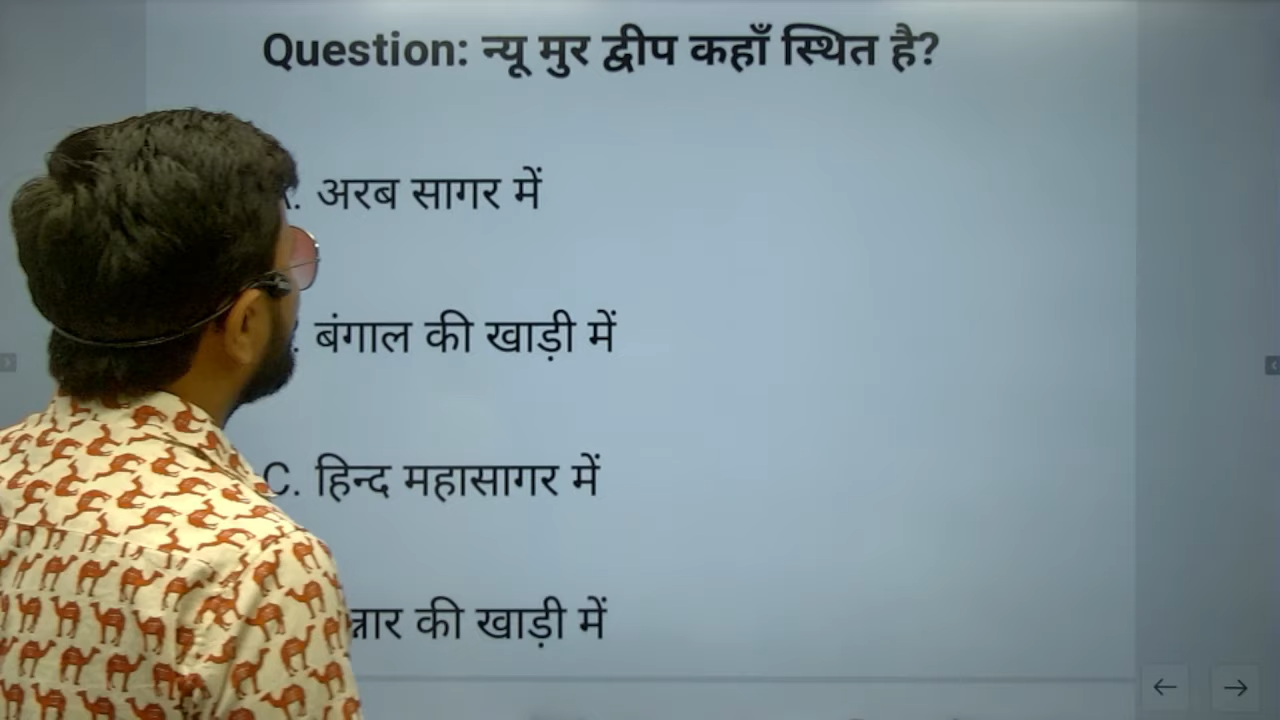 Question: न्यू मुर द्वीप कहाँ स्थित है?
. अरब सागर में
. बंगाल की खाड़ी में
C. हिन्द महासागर में
की खाड़ी में